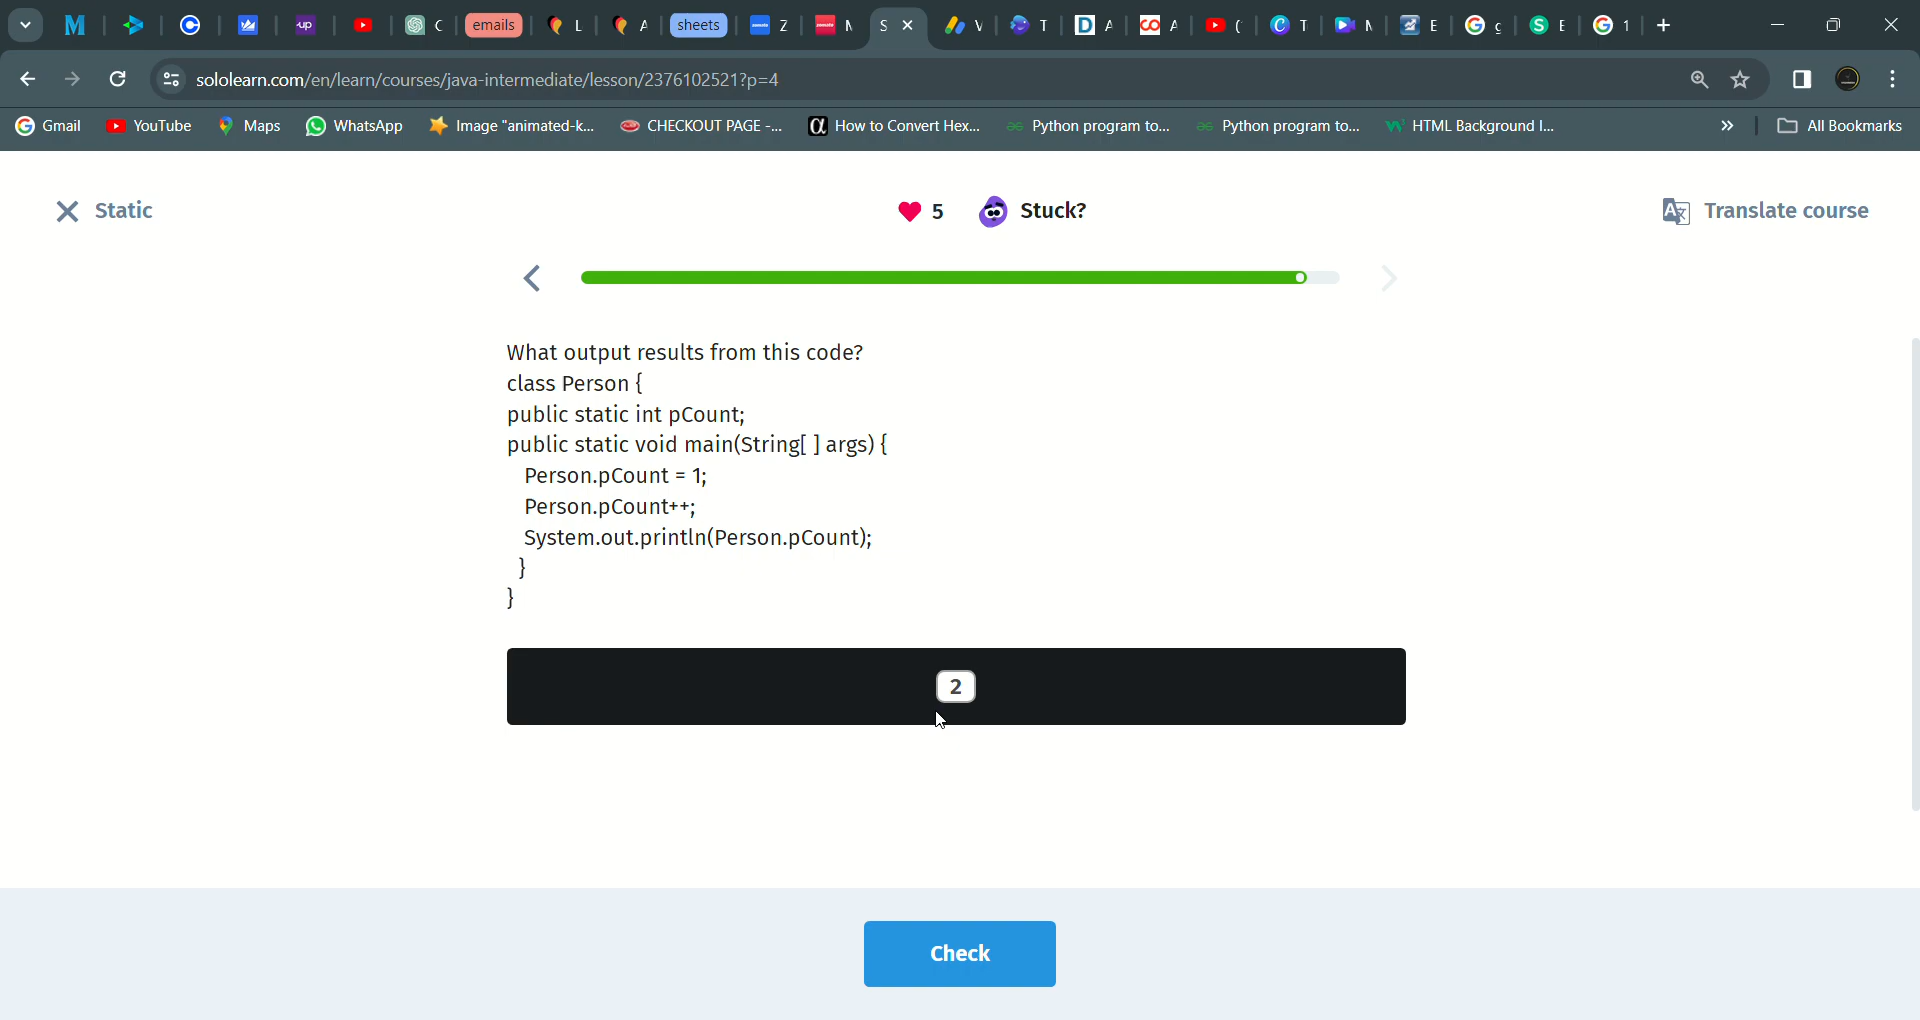 C
emails
L
A
sheets
Z
N
S
V
T
A
A
(
T
N
E
g
E
1
sololearn.com/en/learn/courses/java-intermediate/lesson/2376102521?p=4
Gmail
YouTube
Maps
WhatsApp
Image "animated-k...
CHECKOUT PAGE -...
How to Convert Hex...
Python program to...
Python program to...
HTML Background I...
All Bookmarks
Static
5
Stuck?
Translate course
What output results from this code?
class Person {
public static int pCount;
public static void main(String[ ] args) {
Person.pCount = 1;
Person.pCount++;
System.out.println(Person.pCount);
}
}
2
Check